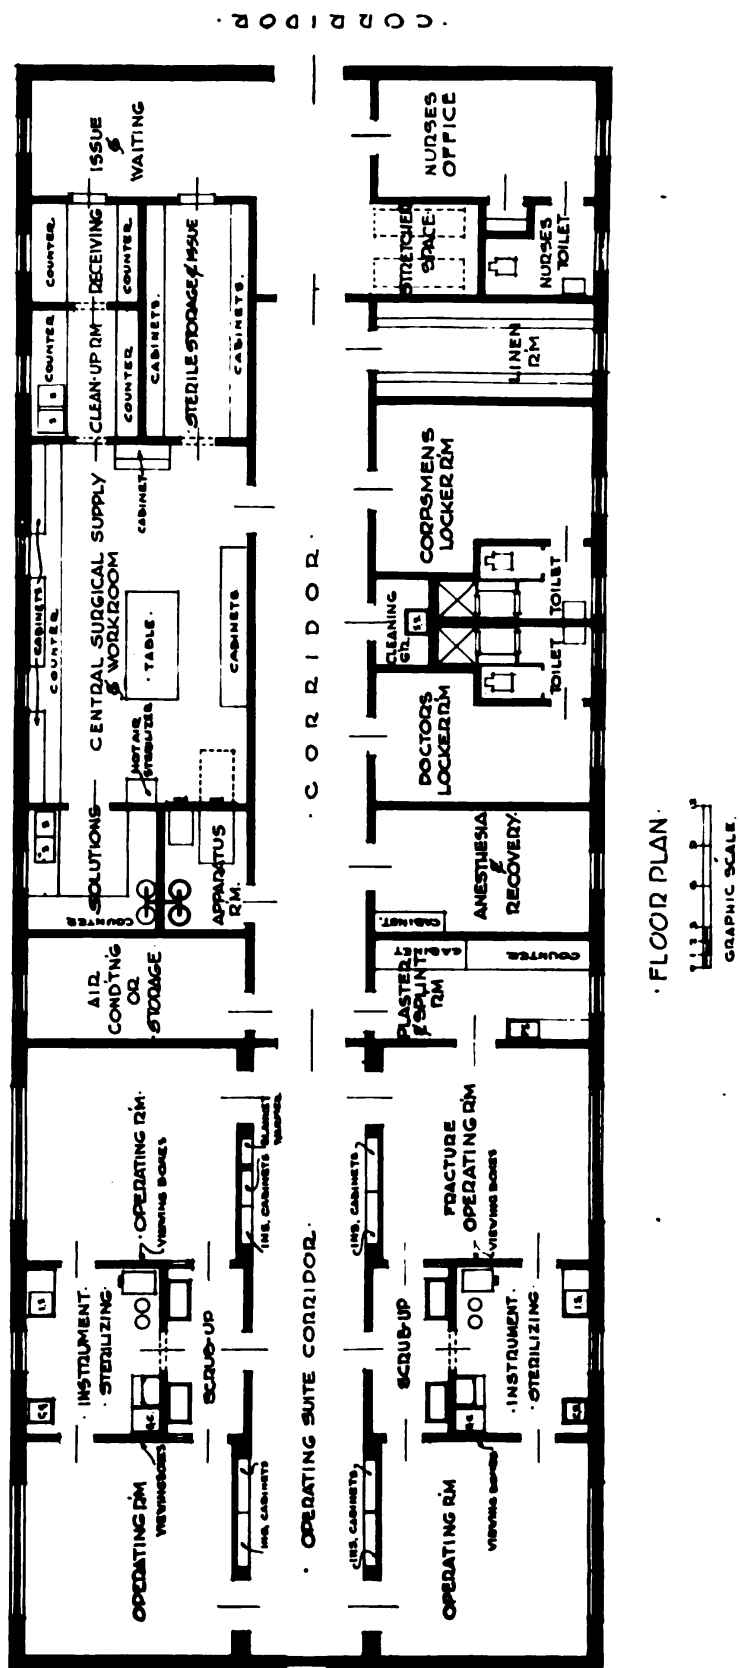 · CORRIDOR ·
ISSUE
&
WAITING
NURSES
OFFICE
COUNTER
RECEIVING
COUNTER
STERILE STORAGE & ISSUE
CABINETS
CABINETS
STRETCHER
SPACE
NURSES
TOILET
COUNTER
CLEAN-UP RM
COUNTER
S S
LINEN
RM
CABINET
CORPSMENS
LOCKER RM
CABINETS
COUNTER
CENTRAL SURGICAL SUPPLY
& WORKROOM
· TABLE ·
CABINETS
· CORRIDOR ·
CLEANING
GR.
S.S.
TOILET
TOILET
HOT AIR
STERILIZER
DOCTORS
LOCKER RM
SOLUTIONS
S S
COUNTER
APPARATUS
RM.
ANESTHESIA
&
RECOVERY
CABINET
AIR
CONDT'NG
OR
· STORAGE
PLASTER
& SPLINT
RM
CABINET
COUNTER
P.S.
· OPERATING RM ·
VIEWING BOXES
INS. CABINETS
BLANKET
WARMER
INS. CABINETS
FRACTURE
OPERATING RM
VIEWING BOXES
· INSTRUMENT ·
· STERILIZING
I.S.
C.S.
SCRUB-UP
· OPERATING SUITE CORRIDOR ·
SCRUB-UP
· INSTRUMENT ·
· STERILIZING ·
I.S.
C.S.
OPERATING RM
VIEWING BOXES
INS. CABINETS
INS. CABINETS
OPERATING RM
VIEWING BOXES
· FLOOR PLAN ·
GRAPHIC SCALE